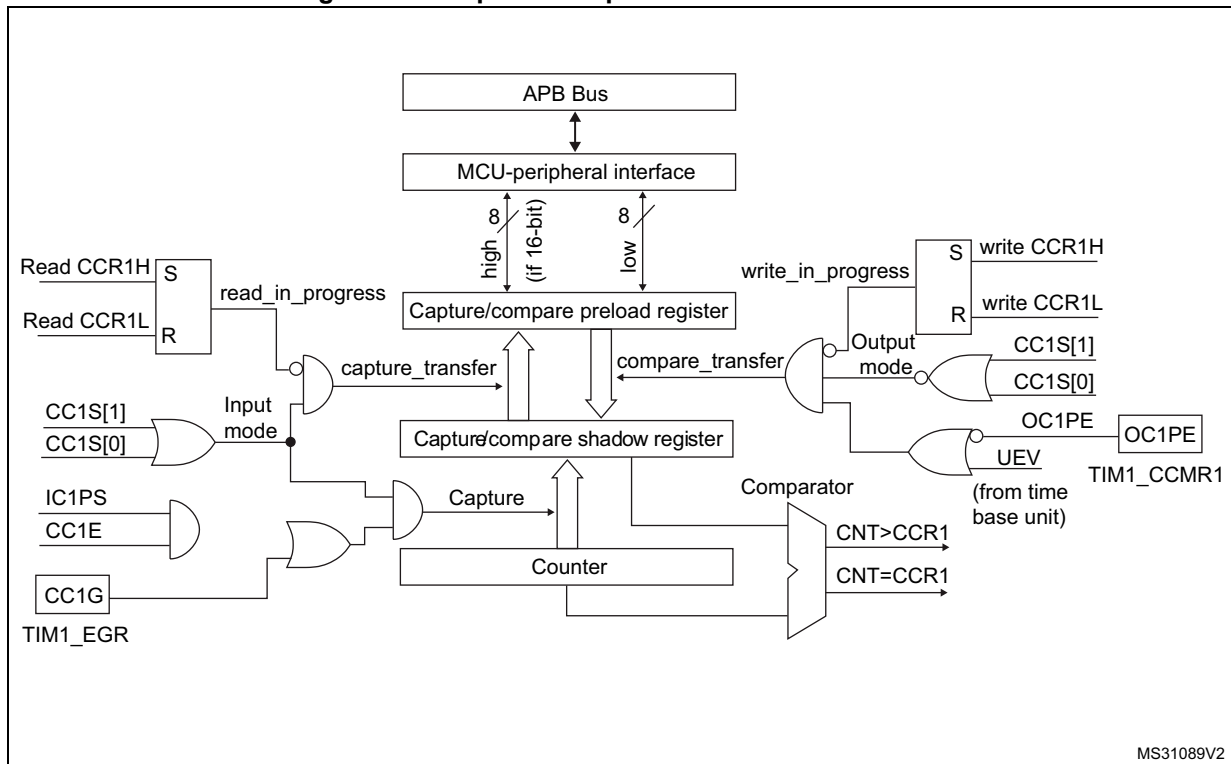 APB Bus
MCU-peripheral interface
8
high
(if 16-bit)
8
low
Read CCR1H
Read CCR1L
S
R
read_in_progress
Capture/compare preload register
write_in_progress
S
R
write CCR1H
write CCR1L
capture_transfer
compare_transfer
Output
mode
CC1S[1]
CC1S[0]
CC1S[1]
CC1S[0]
Input
mode
Capture/compare shadow register
OC1PE
OC1PE
UEV
TIM1_CCMR1
(from time
base unit)
IC1PS
CC1E
Capture
Comparator
CNT>CCR1
Counter
CNT=CCR1
CC1G
TIM1_EGR
MS31089V2